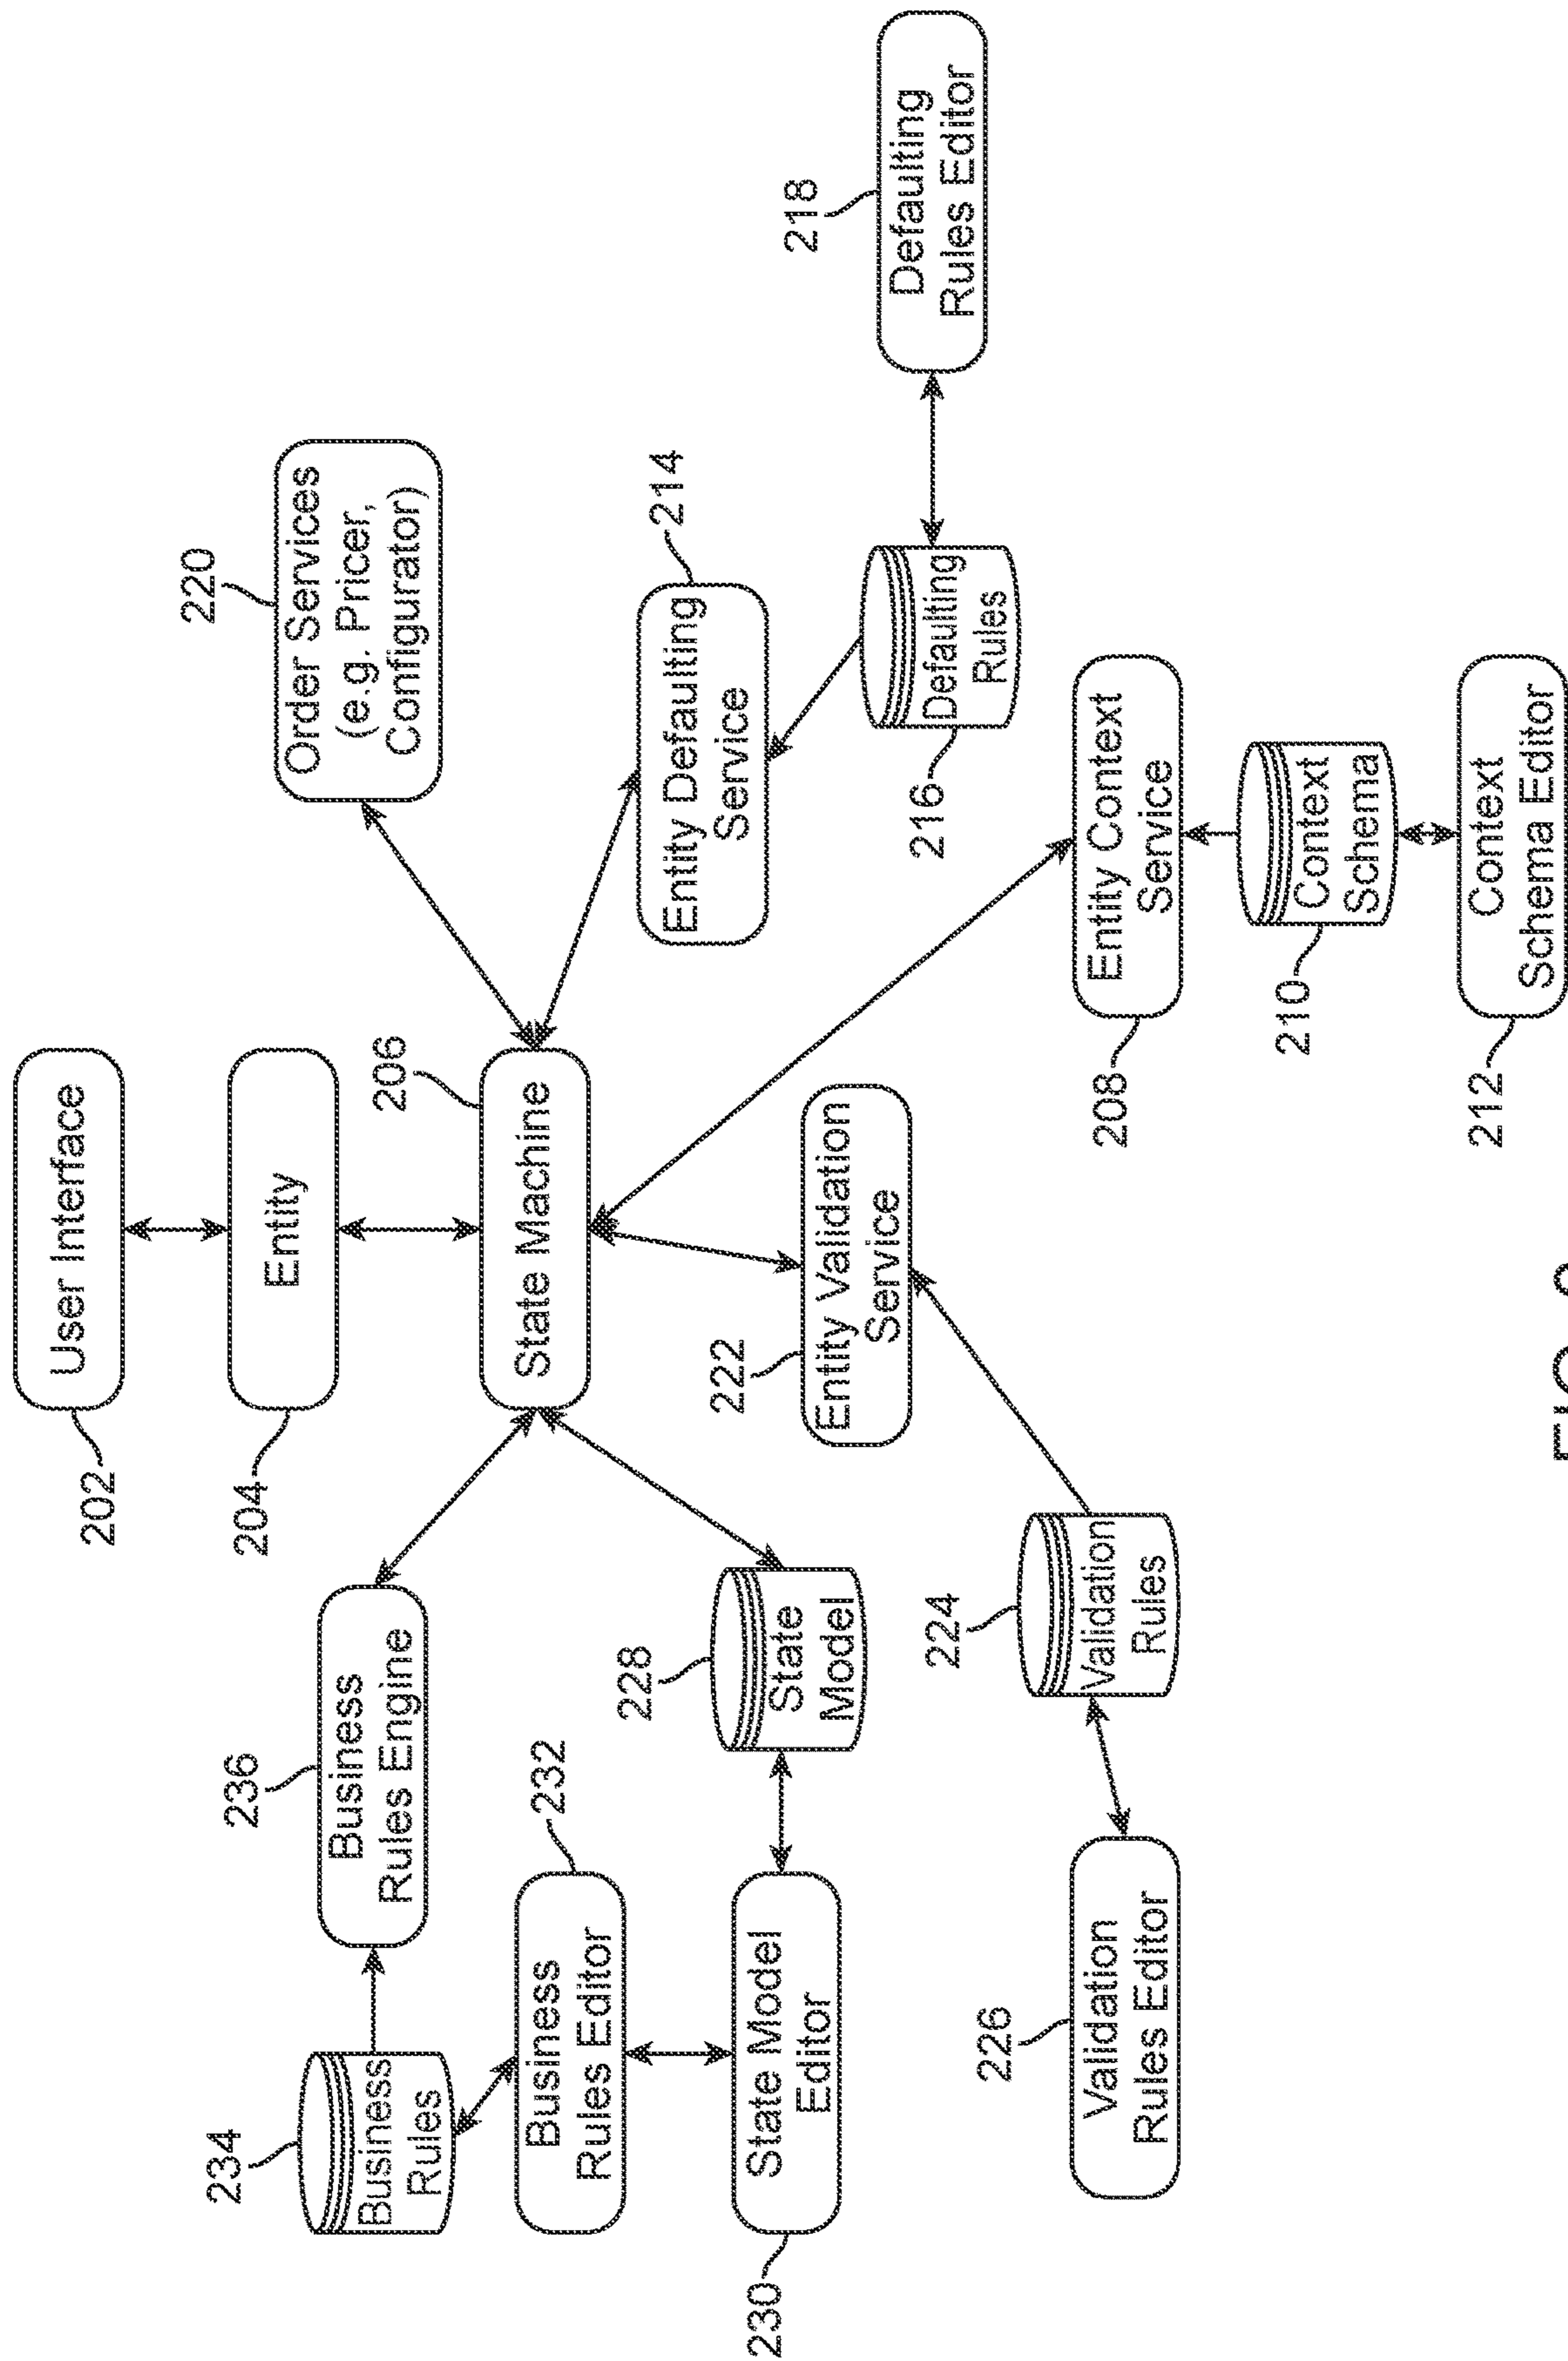 202
User Interface
204
Entity
206
State Machine
220
Order Services
(e.g. Pricer,
Configurator)
214
Entity Defaulting
Service
216
Defaulting
Rules
218
Defaulting
Rules Editor
208
Entity Context
Service
210
Context
Schema
212
Context
Schema Editor
222
Entity Validation
Service
224
Validation
Rules
226
Validation
Rules Editor
228
State
Model
230
State Model
Editor
232
Business
Rules Editor
234
Business
Rules
236
Business
Rules Engine